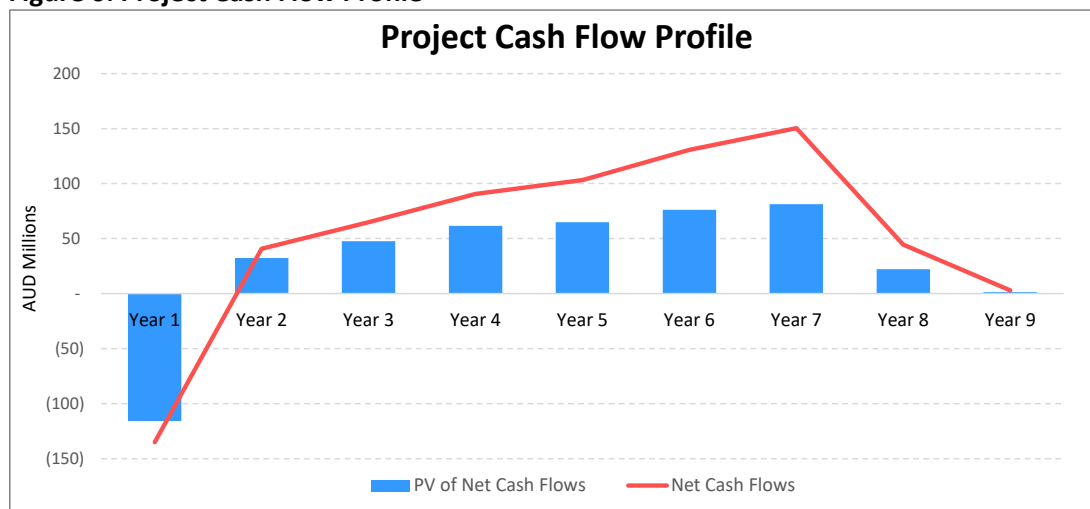 Project Cash Flow Profile
200
150
100
50
-
(50)
(100)
(150)
AUD Millions
Year 1 Year 2 Year 3 Year 4 Year 5 Year 6 Year 7 Year 8 Year 9
PV of Net Cash Flows Net Cash Flows